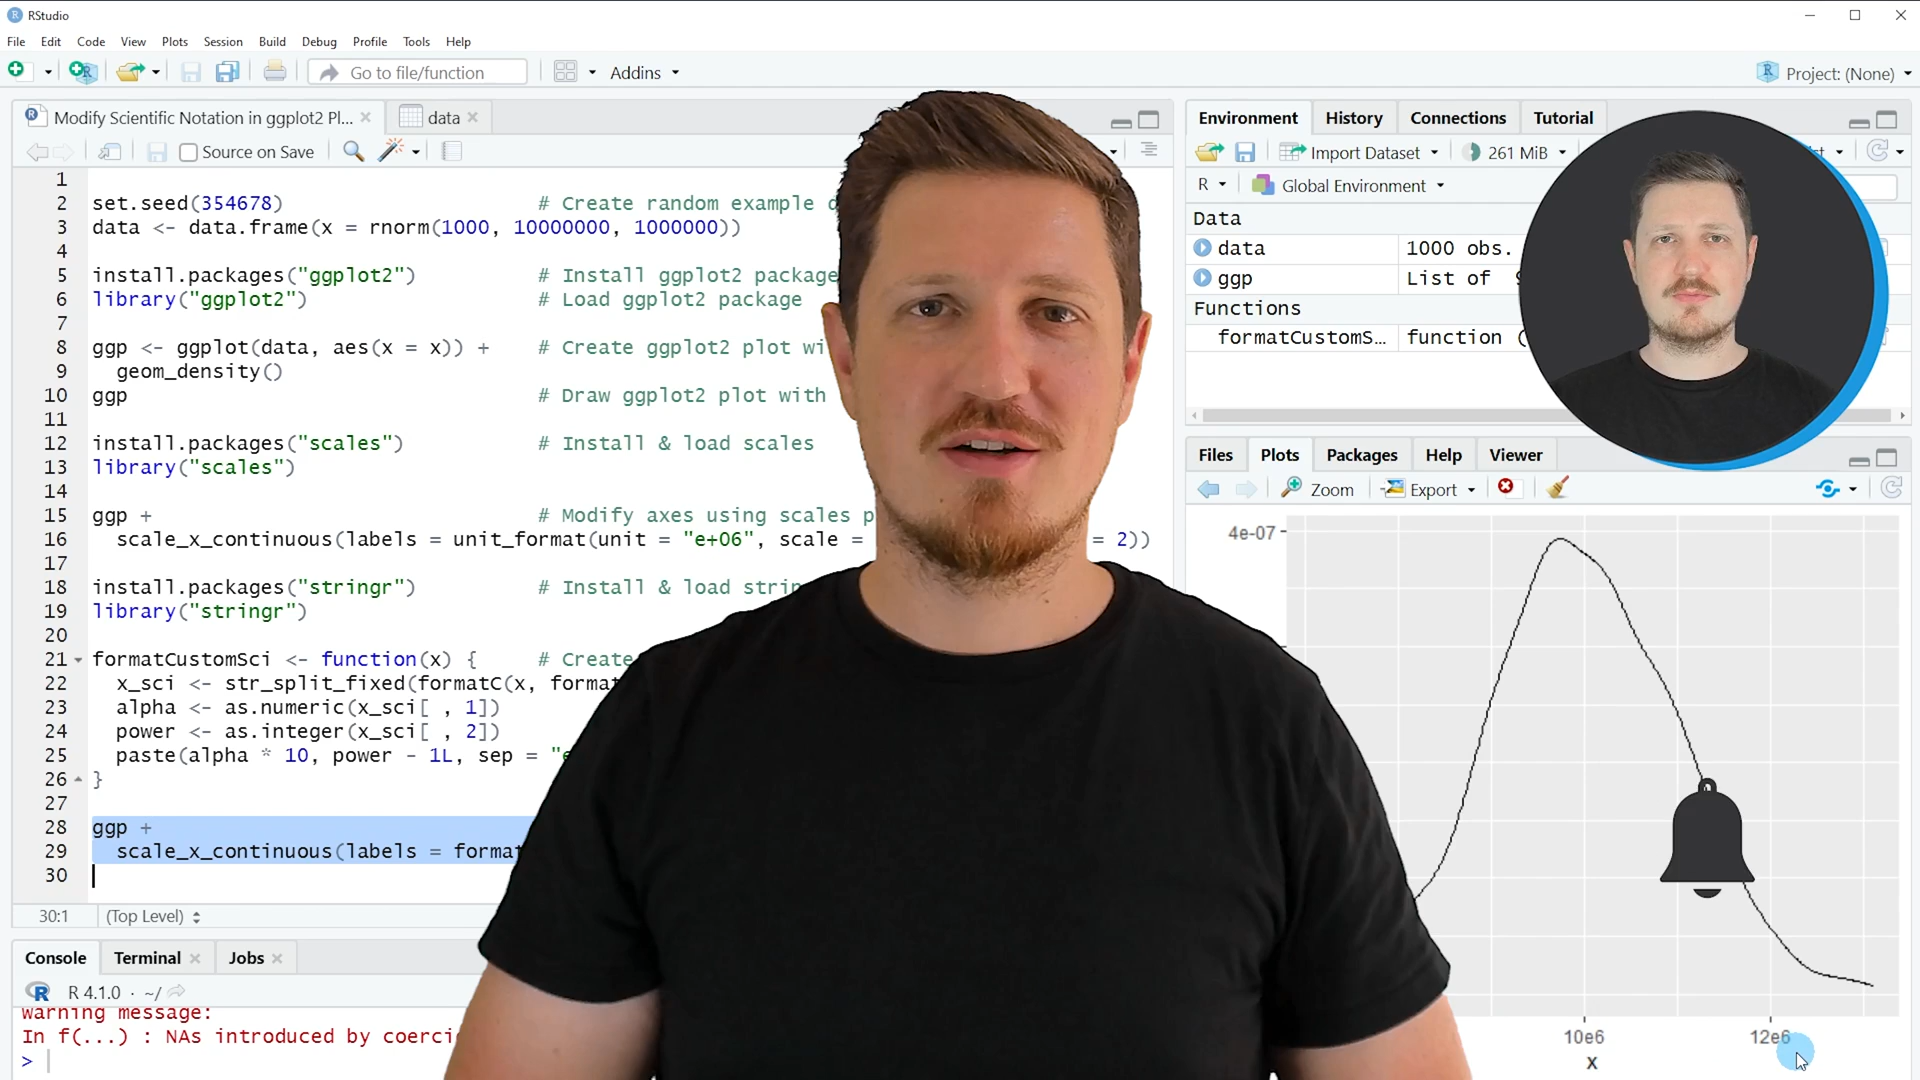 RStudio
File Edit Code View Plots Session Build Debug Profile Tools Help
Go to file/function Addins Project: (None)
Modify Scientific Notation in ggplot2 Pl... data
Source on Save
1
2 set.seed(354678) # Create random example
3 data <- data.frame(x = rnorm(1000, 10000000, 1000000))
4
5 install.packages("ggplot2") # Install ggplot2 package
6 library("ggplot2") # Load ggplot2 package
7
8 ggp <- ggplot(data, aes(x = x)) + # Create ggplot2 plot
9 geom_density()
10 ggp # Draw ggplot2 plot with
11
12 install.packages("scales") # Install & load scales
13 library("scales")
14
15 ggp + # Modify axes using scales
16 scale_x_continuous(labels = unit_format(unit = "e+06", scale = = 2))
17
18 install.packages("stringr") # Install & load
19 library("stringr")
20
21 formatCustomSci <- function(x) { # Create
22 x_sci <- str_split_fixed(formatC(x,
23 alpha <- as.numeric(x_sci[ , 1])
24 power <- as.integer(x_sci[ , 2])
25 paste(alpha * 10, power - 1L, sep =
26 }
27
28 ggp +
29 scale_x_continuous(labels =
30
30:1 (Top Level)
Console Terminal Jobs
R 4.1.0 · ~/
Warning message:
In f(...) : NAs introduced by
>
Environment History Connections Tutorial
Import Dataset 261 MiB
R Global Environment
Data
data 1000 obs.
ggp List of
Functions
formatCustomS... function (
Files Plots Packages Help Viewer
Zoom Export
4e-07
10e6 12e6
x